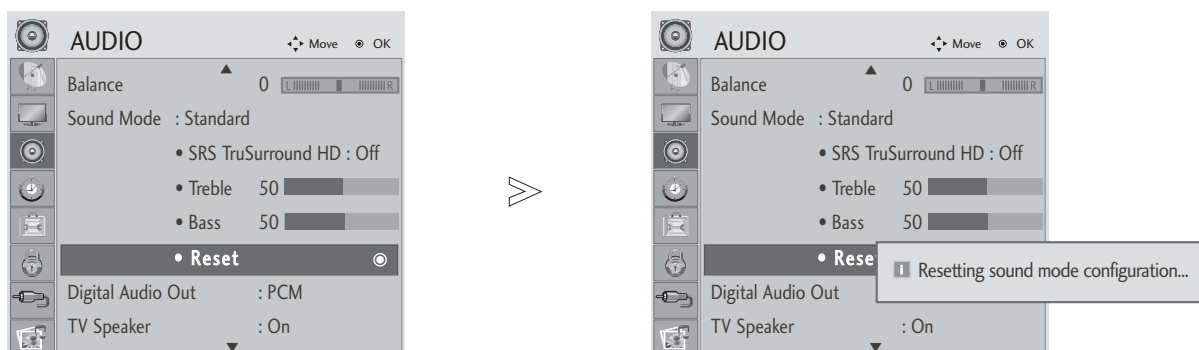 AUDIO Move OK
Balance 0 L R
Sound Mode : Standard
• SRS TruSurround HD : Off
• Treble 50
• Bass 50
• Reset
Digital Audio Out : PCM
TV Speaker : On
AUDIO Move OK
Balance 0 L R
Sound Mode : Standard
• SRS TruSurround HD : Off
• Treble 50
• Bass 50
• Rese
i Resetting sound mode configuration...
Digital Audio Out
TV Speaker : On